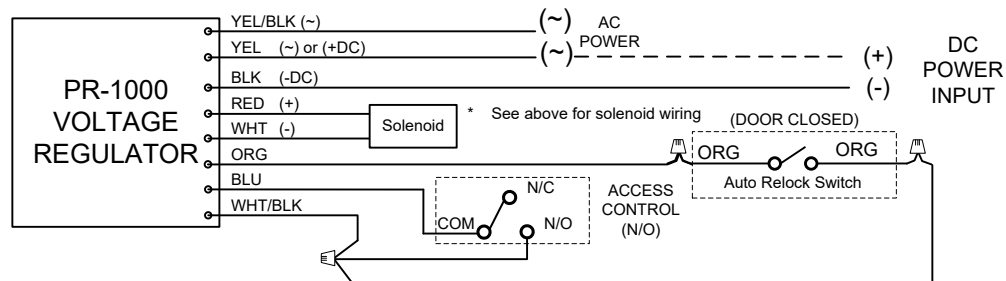 YEL/BLK (~)
(~)
AC
POWER
YEL (~) or (+DC)
(~)
(+)
DC
POWER
INPUT
BLK (-DC)
(-)
PR-1000
VOLTAGE
REGULATOR
RED (+)
WHT (-)
Solenoid
* See above for solenoid wiring
(DOOR CLOSED)
ORG
ORG
ORG
Auto Relock Switch
BLU
WHT/BLK
N/C
COM
N/O
ACCESS
CONTROL
(N/O)